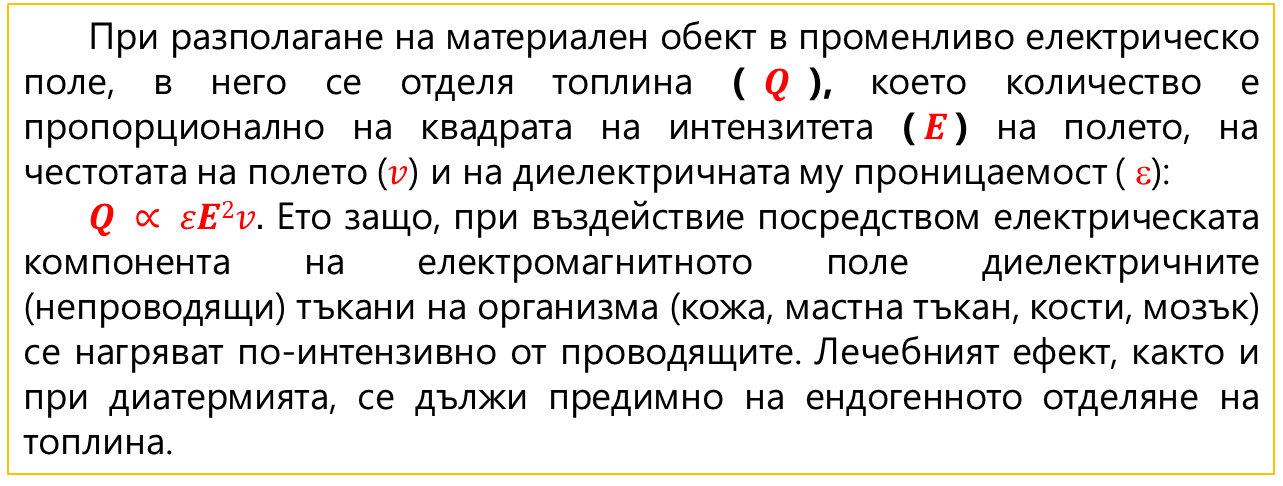 При разполагане на материален обект в променливо електрическо
поле, в него се отделя топлина ( Q ), което количество е
пропорционално на квадрата на интензитета ( E ) на полето, на
честотата на полето (v) и на диелектричната му проницаемост ( ε):
Q ∝ εE²v. Ето защо, при въздействие посредством електрическата
компонента на електромагнитното поле диелектричните
(непроводящи) тъкани на организма (кожа, мастна тъкан, кости, мозък)
се нагряват по-интензивно от проводящите. Лечебният ефект, както и
при диатермията, се дължи предимно на ендогенното отделяне на
топлина.